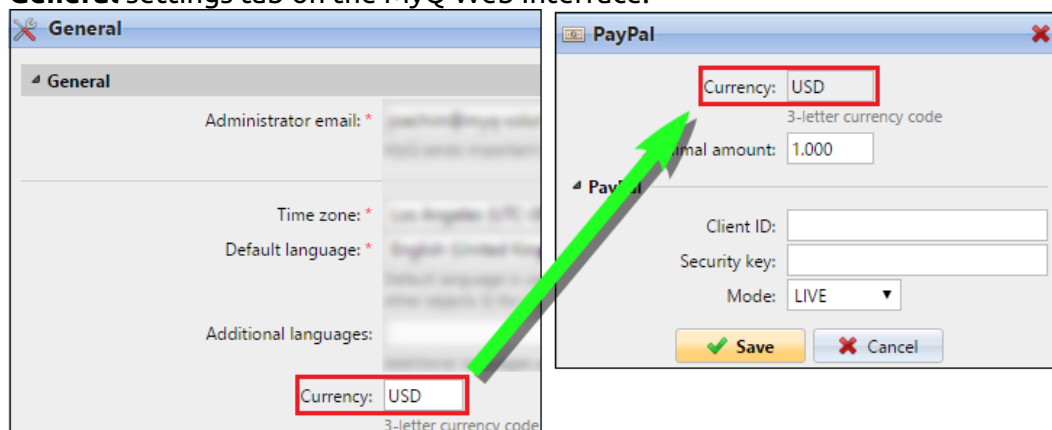 General settings tab on the MyQ Web Interface.
General
General
Administrator email: *
Time zone: *
Default language: *
Additional languages:
Currency: USD
3-letter currency code
PayPal
Currency: USD
3-letter currency code
imal amount: 1.000
PayPal
Client ID:
Security key:
Mode: LIVE
Save Cancel